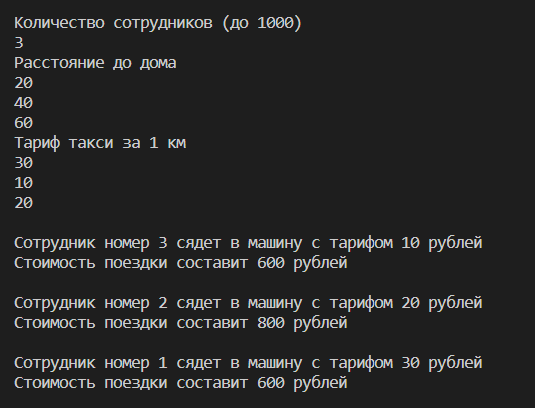 Количество сотрудников (до 1000)
3
Расстояние до дома
20
40
60
Тариф такси за 1 км
30
10
20
Сотрудник номер 3 сядет в машину с тарифом 10 рублей
Стоимость поездки составит 600 рублей
Сотрудник номер 2 сядет в машину с тарифом 20 рублей
Стоимость поездки составит 800 рублей
Сотрудник номер 1 сядет в машину с тарифом 30 рублей
Стоимость поездки составит 600 рублей